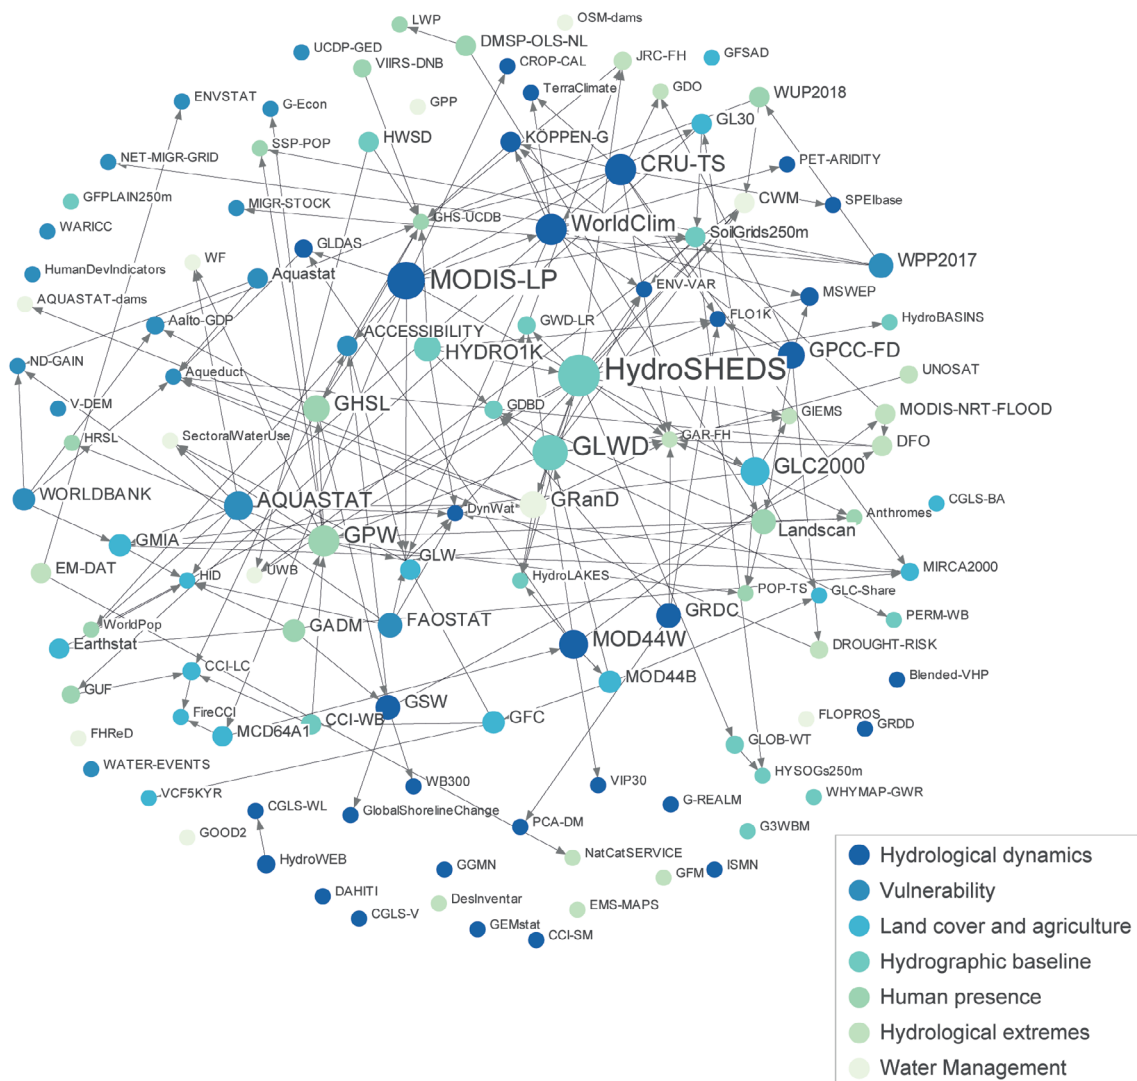 LWP
OSM-dams
UCDP-GED
DMSP-OLS-NL
VIIRS-DNB
CROP-CAL
JRC-FH
GFSAD
TerraClimate
GDO
WUP2018
ENVSTAT
G-Econ
GPP
GL30
KÖPPEN-G
HWSD
SSP-POP
NET-MIGR-GRID
CRU-TS
PET-ARIDITY
GFPLAIN250m
MIGR-STOCK
GHS-UCDB
CWM
SPEIbase
WARICC
WorldClim
SoilGrids250m
GLDAS
WF
WPP2017
HumanDevIndicators
Aquastat
MODIS-LP
ENV-VAR
MSWEP
AQUASTAT-dams
Aalto-GDP
ACCESSIBILITY
GWD-LR
FLO1K
HydroBASINS
HYDRO1K
GPCC-FD
ND-GAIN
Aqueduct
HydroSHEDS
UNOSAT
V-DEM
GHSL
GDBD
GIEMS
MODIS-NRT-FLOOD
HRSL
SectoralWaterUse
GAR-FH
DFO
GLWD
GLC2000
WORLDBANK
AQUASTAT
GRanD
CGLS-BA
DynWat
Anthromes
Landscan
GMIA
GPW
EM-DAT
HID
UWB
GLW
HydroLAKES
MIRCA2000
POP-TS
GLC-Share
WorldPop
GADM
FAOSTAT
GRDC
PERM-WB
Earthstat
MOD44W
DROUGHT-RISK
CCI-LC
MOD44B
Blended-VHP
GUF
GSW
FireCCI
MCD64A1
CCI-WB
GFC
FLOPROS
GRDD
FHReD
GLOB-WT
WATER-EVENTS
HYSOGs250m
WB300
VIP30
VCF5KYR
WHYMAP-GWR
CGLS-WL
GlobalShorelineChange
G-REALM
PCA-DM
G3WBM
GOOD2
HydroWEB
NatCatSERVICE
GGMN
GFM
ISMN
DAHITI
DesInventar
EMS-MAPS
CGLS-V
GEMstat
CCI-SM
Hydrological dynamics
Vulnerability
Land cover and agriculture
Hydrographic baseline
Human presence
Hydrological extremes
Water Management